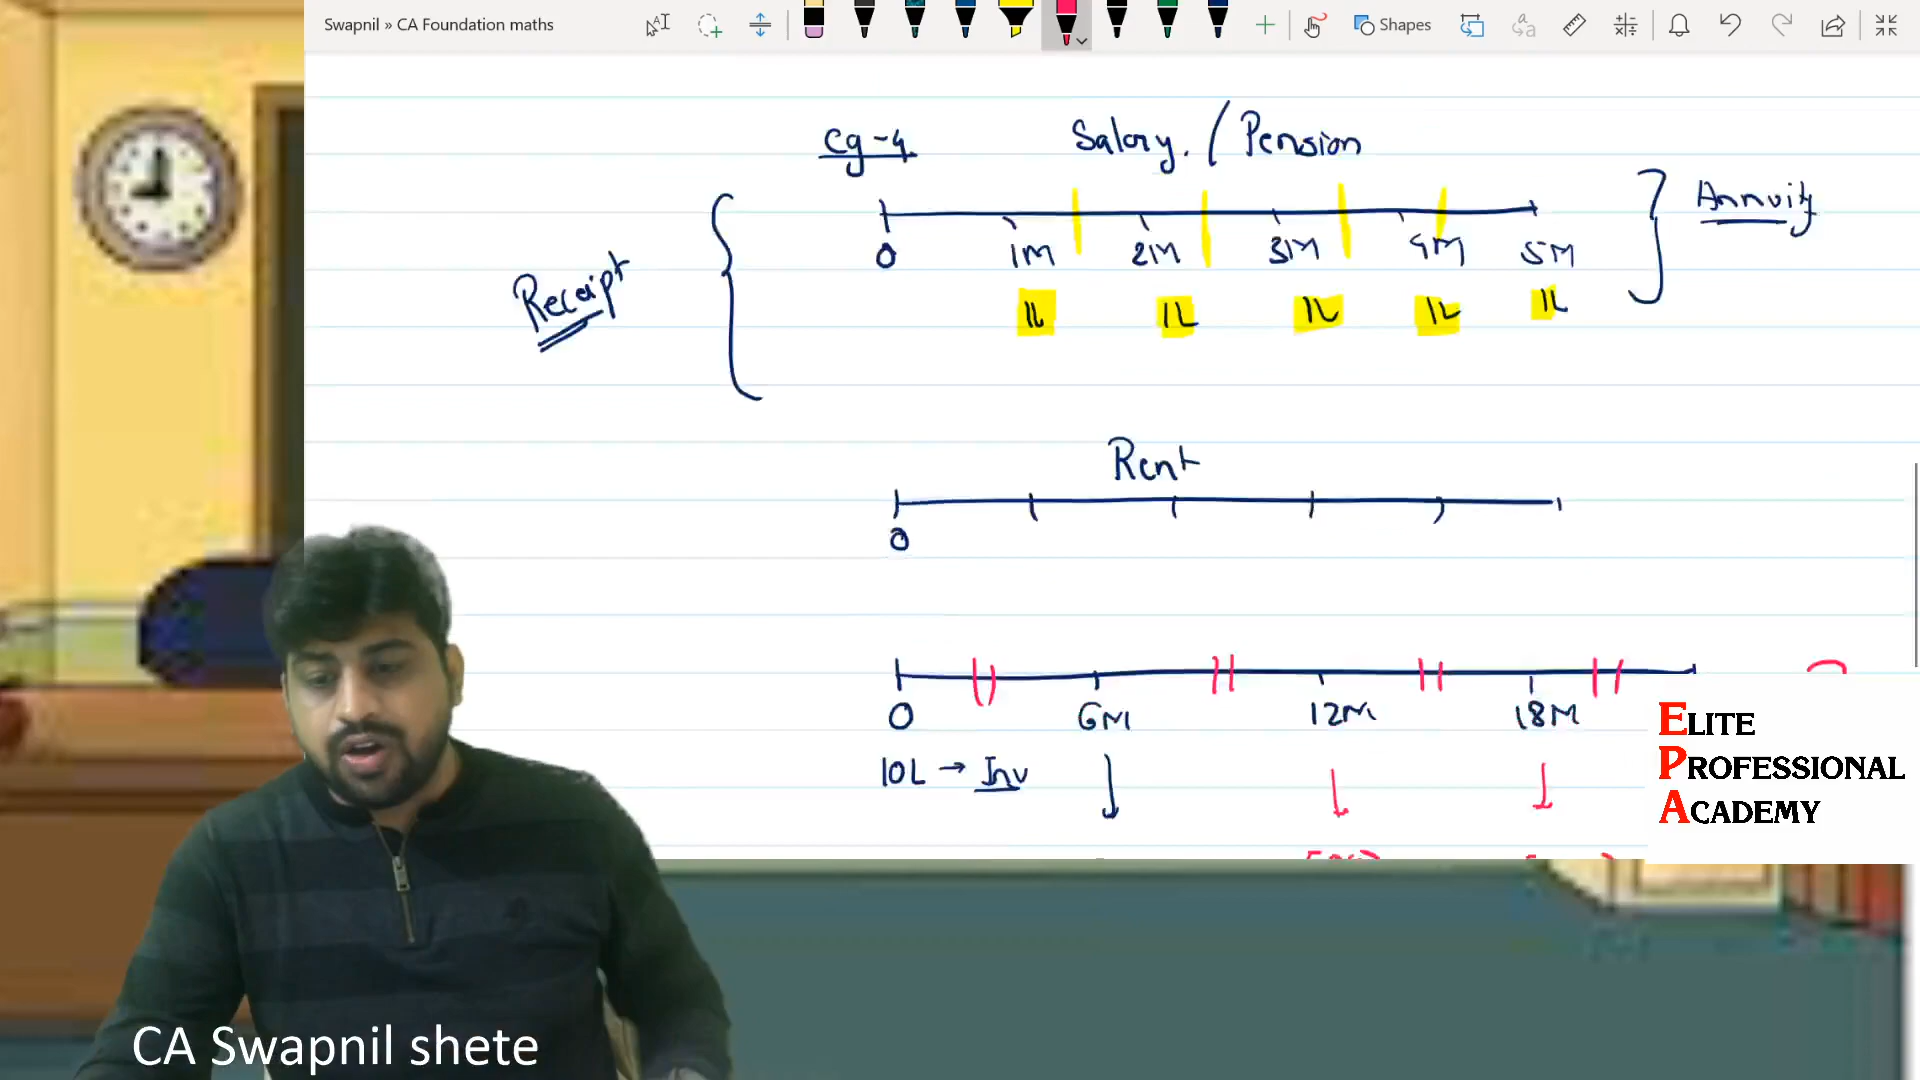 Swapnil » CA Foundation maths
Shapes
eg-4
Salary. / Pension
Annuity
0 1M 2M 3M 4M 5M
Receipt
1L 1L 1L 1L 1L
Rent
0
0 6M 12M 18M
10L → Inv
ELITE
PROFESSIONAL
ACADEMY
CA Swapnil shete